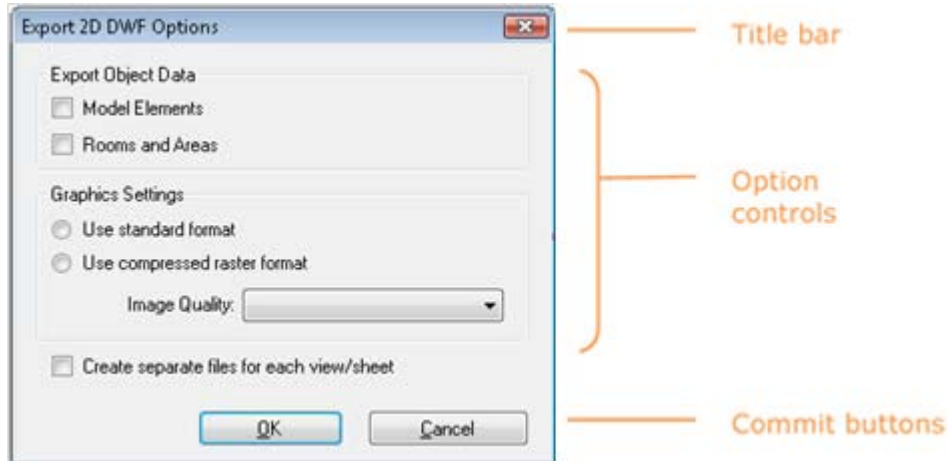 Export 2D DWF Options
Title bar
Export Object Data
Model Elements
Rooms and Areas
Option
controls
Graphics Settings
Use standard format
Use compressed raster format
Image Quality:
Create separate files for each view/sheet
OK
Cancel
Commit buttons